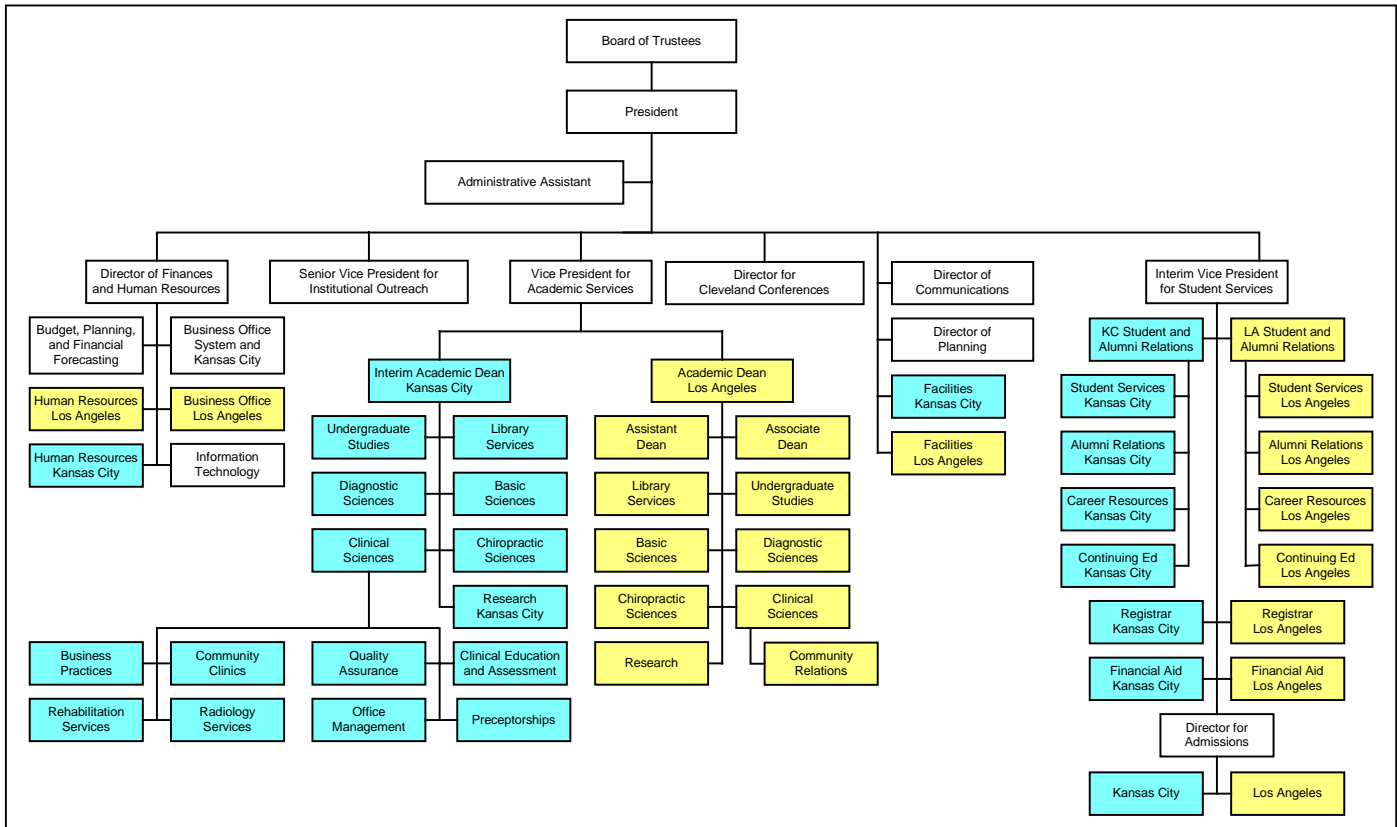 Board of Trustees
President
Administrative Assistant
Director of Finances
and Human Resources
Senior Vice President for
Institutional Outreach
Vice President for
Academic Services
Director for
Cleveland Conferences
Director of
Communications
Interim Vice President
for Student Services
Budget, Planning,
and Financial
Forecasting
Business Office
System and
Kansas City
Human Resources
Los Angeles
Business Office
Los Angeles
Human Resources
Kansas City
Information
Technology
Interim Academic Dean
Kansas City
Undergraduate
Studies
Library
Services
Diagnostic
Sciences
Basic
Sciences
Clinical
Sciences
Chiropractic
Sciences
Research
Kansas City
Business
Practices
Community
Clinics
Rehabilitation
Services
Radiology
Services
Quality
Assurance
Clinical Education
and Assessment
Office
Management
Preceptorships
Academic Dean
Los Angeles
Assistant
Dean
Associate
Dean
Library
Services
Undergraduate
Studies
Basic
Sciences
Diagnostic
Sciences
Chiropractic
Sciences
Clinical
Sciences
Research
Community
Relations
Director of
Planning
Facilities
Kansas City
Facilities
Los Angeles
KC Student and
Alumni Relations
LA Student and
Alumni Relations
Student Services
Kansas City
Student Services
Los Angeles
Alumni Relations
Kansas City
Alumni Relations
Los Angeles
Career Resources
Kansas City
Career Resources
Los Angeles
Continuing Ed
Kansas City
Continuing Ed
Los Angeles
Registrar
Kansas City
Registrar
Los Angeles
Financial Aid
Kansas City
Financial Aid
Los Angeles
Director for
Admissions
Kansas City
Los Angeles